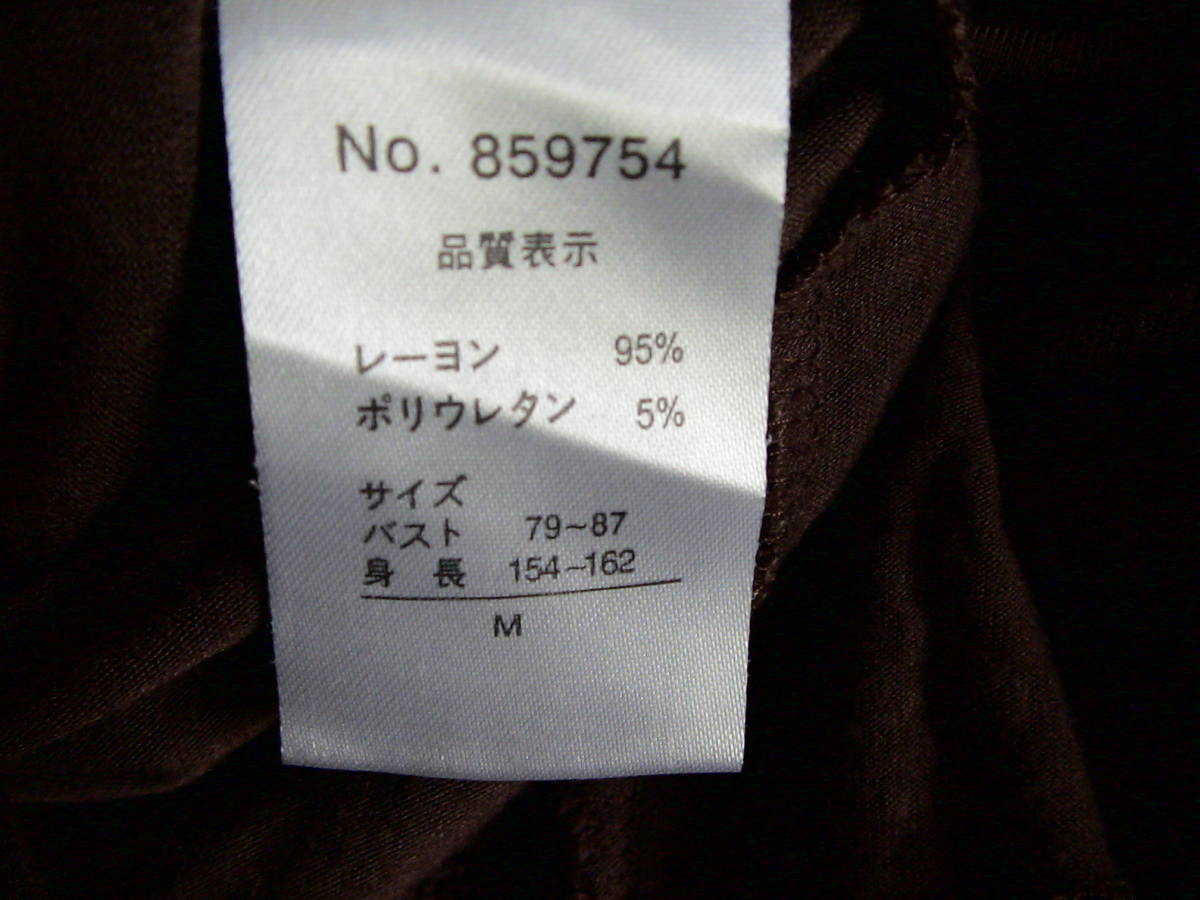 No. 859754
品質表示
レーヨン 95%
ポリウレタン 5%
サイズ
バスト 79~87
身 長 154~162
M